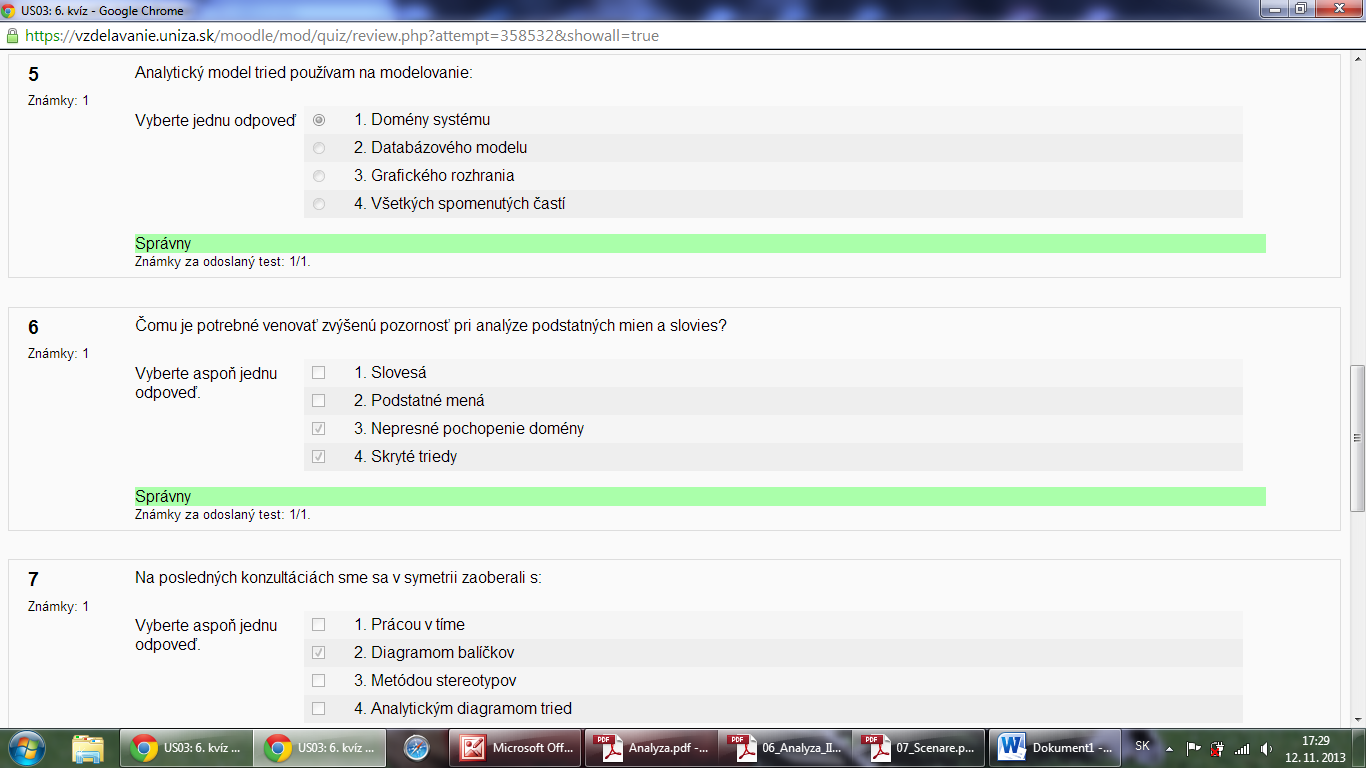 US03: 6. kvíz - Google Chrome
https://vzdelavanie.uniza.sk/moodle/mod/quiz/review.php?attempt=358532&showall=true
5
Známky: 1
Analytický model tried používam na modelovanie:
Vyberte jednu odpoveď
1. Domény systému
2. Databázového modelu
3. Grafického rozhrania
4. Všetkých spomenutých častí
Správny
Známky za odoslaný test: 1/1.
6
Známky: 1
Čomu je potrebné venovať zvýšenú pozornosť pri analýze podstatných mien a slovies?
Vyberte aspoň jednu
odpoveď.
1. Slovesá
2. Podstatné mená
3. Nepresné pochopenie domény
4. Skryté triedy
Správny
Známky za odoslaný test: 1/1.
7
Známky: 1
Na posledných konzultáciách sme sa v symetrii zaoberali s:
Vyberte aspoň jednu
odpoveď.
1. Prácou v tíme
2. Diagramom balíčkov
3. Metódou stereotypov
4. Analytickým diagramom tried
US03: 6. kvíz ...
US03: 6. kvíz ...
Microsoft Off...
PDF
Analyza.pdf -...
PDF
06_Analyza_II...
PDF
07_Scenare.p...
Dokument1 -...
SK
17:29
12. 11. 2013